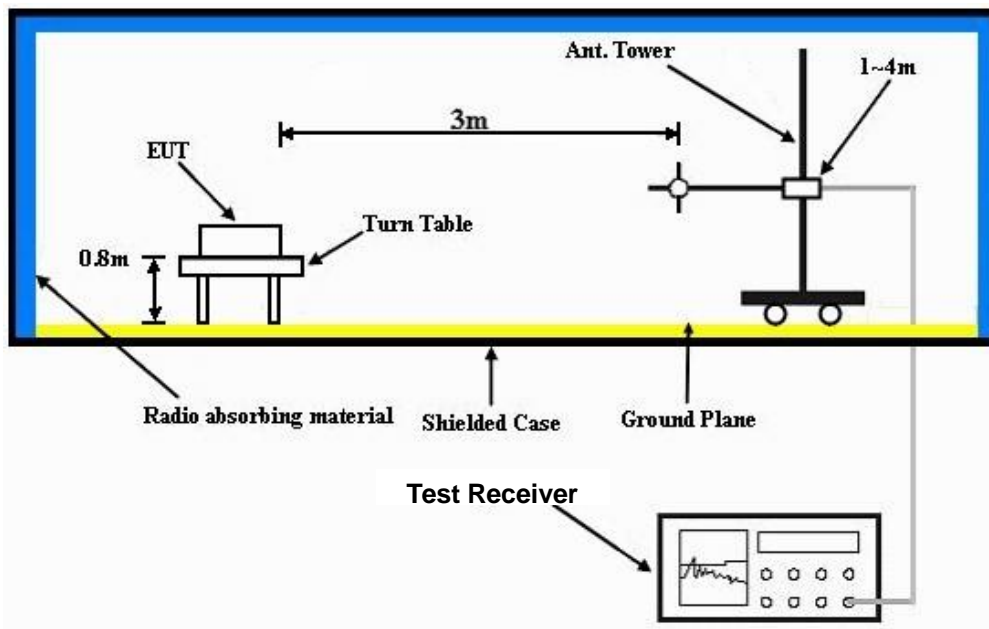 Ant. Tower
1~4m
3m
EUT
Turn Table
0.8m
Radio absorbing material
Shielded Case
Ground Plane
Test Receiver